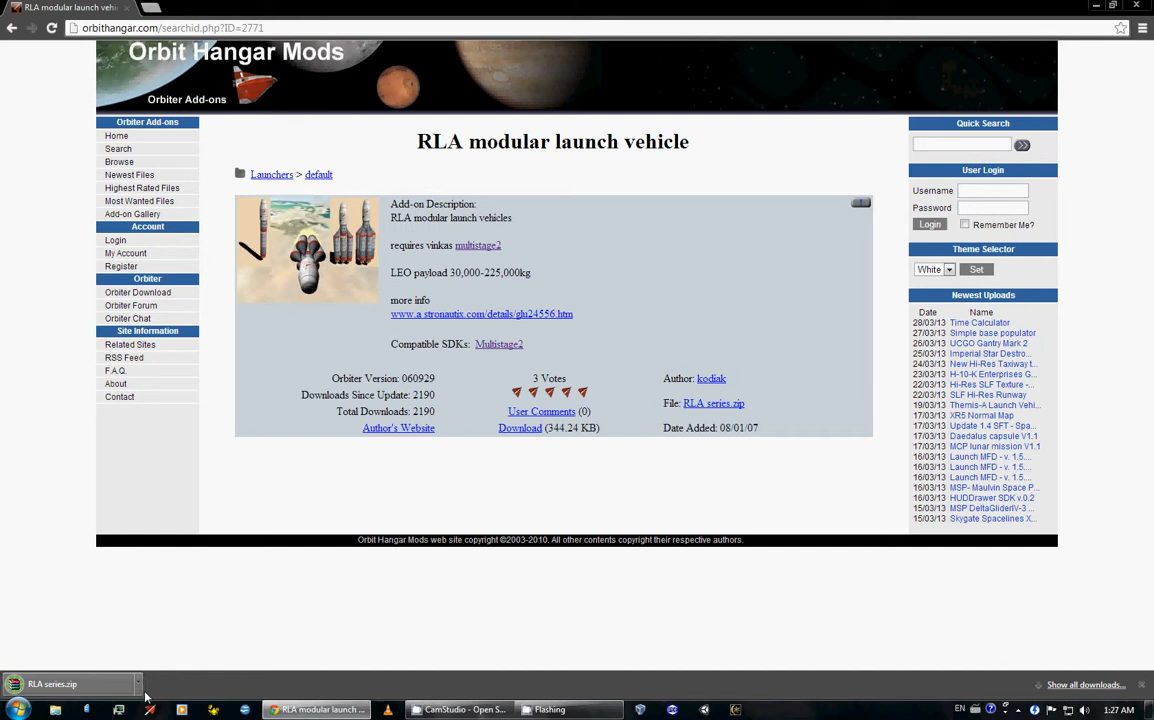 RLA modular launch vehi
orbithangar.com/searchid.php?ID=2771
Orbit Hangar Mods
Orbiter Add-ons
Orbiter Add-ons
Home
Search
Browse
Newest Files
Highest Rated Files
Most Wanted Files
Add-on Gallery
Account
Login
My Account
Register
Orbiter
Orbiter Download
Orbiter Forum
Orbiter Chat
Site Information
Related Sites
RSS Feed
F.A.Q.
About
Contact
RLA modular launch vehicle
Launchers > default
Add-on Description:
RLA modular launch vehicles
requires vinkas multistage2
LEO payload 30,000-225,000kg
more info
www.a stronautix.com/details/glu24556.htm
Compatible SDKs: Multistage2
Orbiter Version: 060929
Downloads Since Update: 2190
Total Downloads: 2190
Author's Website
3 Votes
User Comments (0)
Download (344.24 KB)
Author: kodiak
File: RLA series.zip
Date Added: 08/01/07
Quick Search
User Login
Username
Password
Login Remember Me?
Theme Selector
White Set
Newest Uploads
Date Name
28/03/13 Time Calculator
27/03/13 Simple base populator
26/03/13 UCGO Gantry Mark 2
25/03/13 Imperial Star Destro...
24/03/13 New Hi-Res Taxiway t...
23/03/13 H-10-K Enterprises G...
22/03/13 Hi-Res SLF Texture -...
22/03/13 Hi Res SLF Runway
19/03/13 Themis-A Launch Vehi...
17/03/13 XR5 Normal Map
17/03/13 Update 1.4 SFT - Spa...
17/03/13 Daedalus capsule V1.1
17/03/13 MCP lunar mission V1.1
16/03/13 Launch MFD - v. 1.5....
16/03/13 Launch MFD - v. 1.5....
16/03/13 Launch MFD - v. 1.5....
16/03/13 MSP- Maulvin Space P...
16/03/13 HUDDrawer SDK v.0.2
15/03/13 MSP DeltaGliderIV-3 ...
15/03/13 Skygate Spacelines X...
Orbit Hangar Mods web site copyright ©2003-2010. All other contents copyright their respective authors.
RLA series.zip
Show all downloads...
RLA modular launch ...
CamStudio - Open S...
Flashing
EN
1:27 AM